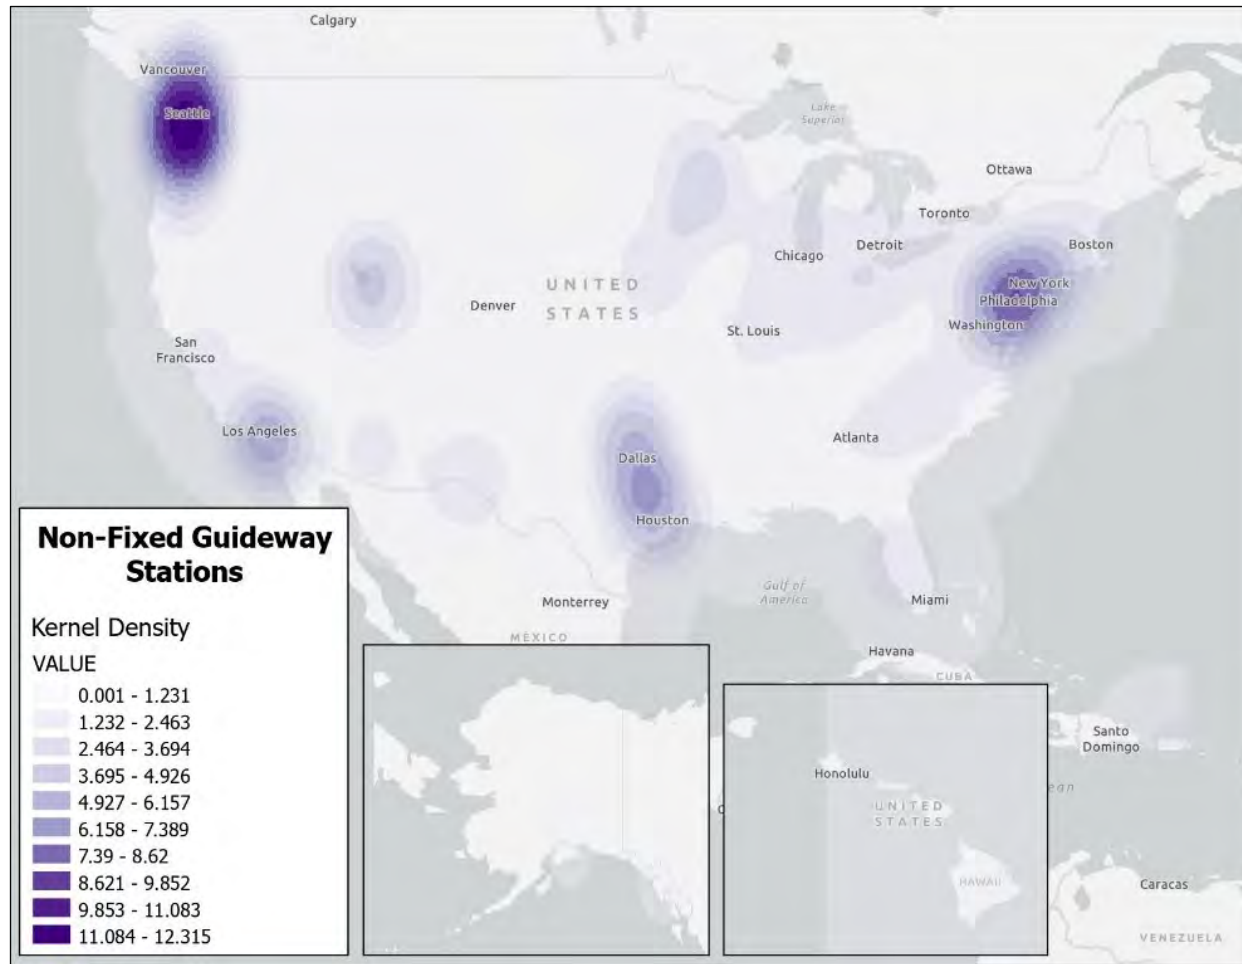 Calgary
Vancouver
Seattle
Lake
Superior
Ottawa
Toronto
Boston
Detroit
Chicago
UNITED
STATES
Denver
New York
Philadelphia
Washington
St. Louis
San
Francisco
Los Angeles
Atlanta
Dallas
Houston
Gulf of
America
Monterrey
Miami
MÉXICO
Havana
CUBA
Santo
Domingo
Non-Fixed Guideway
Stations
Kernel Density
VALUE
0.001 - 1.231
1.232 - 2.463
2.464 - 3.694
3.695 - 4.926
4.927 - 6.157
6.158 - 7.389
7.39 - 8.62
8.621 - 9.852
9.853 - 11.083
11.084 - 12.315
Honolulu
UNITED
STATES
HAWAII
Caracas
VENEZUELA